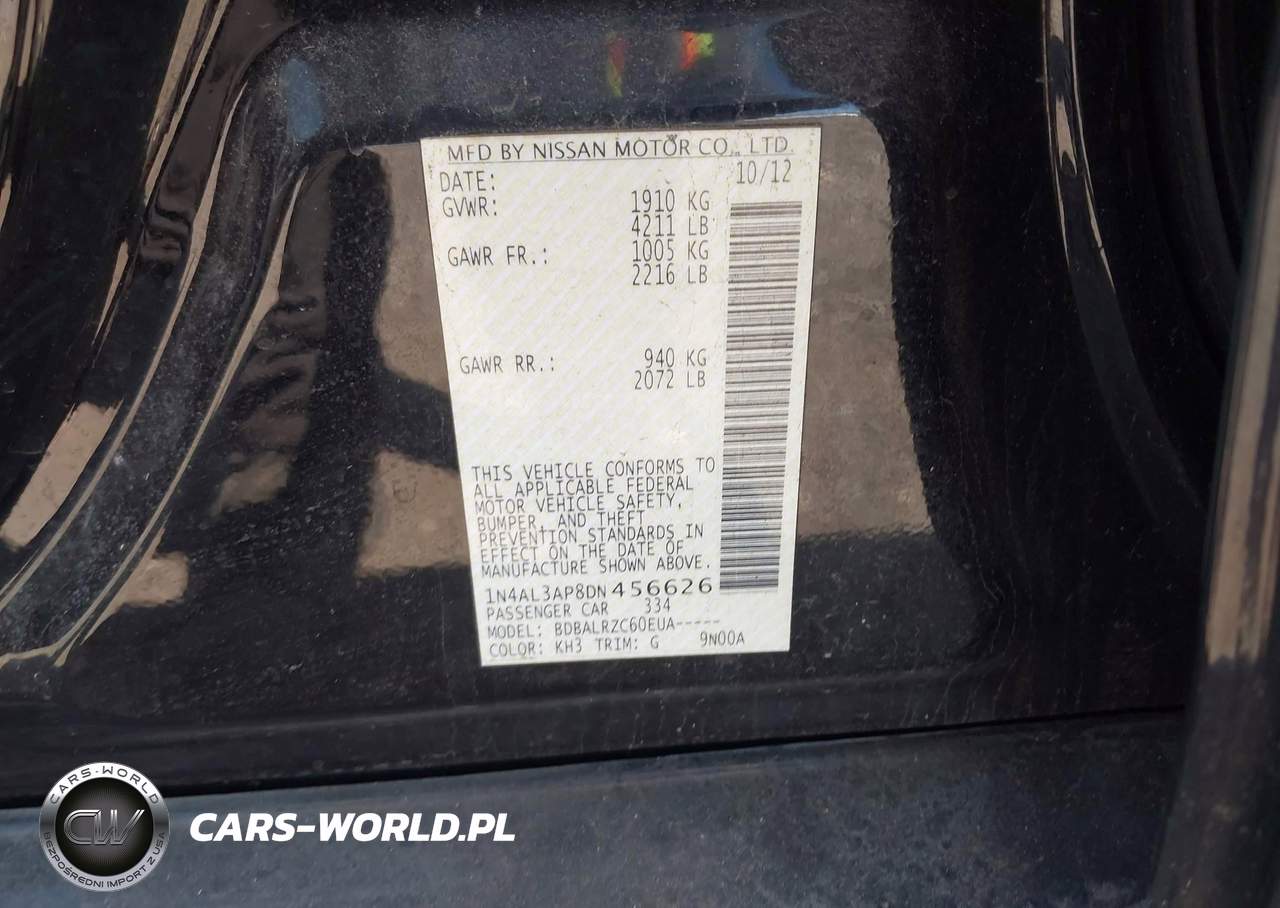 MFD BY NISSAN MOTOR CO., LTD.
DATE: 10/12
GVWR: 1910 KG
4211 LB
GAWR FR.: 1005 KG
2216 LB
GAWR RR.: 940 KG
2072 LB
THIS VEHICLE CONFORMS TO
ALL APPLICABLE FEDERAL
MOTOR VEHICLE SAFETY,
BUMPER, AND THEFT
PREVENTION STANDARDS IN
EFFECT ON THE DATE OF
MANUFACTURE SHOWN ABOVE.
1N4AL3AP8DN456626
PASSENGER CAR 334
MODEL: BDBALRZC60EUA-----
COLOR: KH3 TRIM: G 9N00A
CARS-WORLD
CW
BEZPOŚREDNI IMPORT Z USA
CARS-WORLD.PL